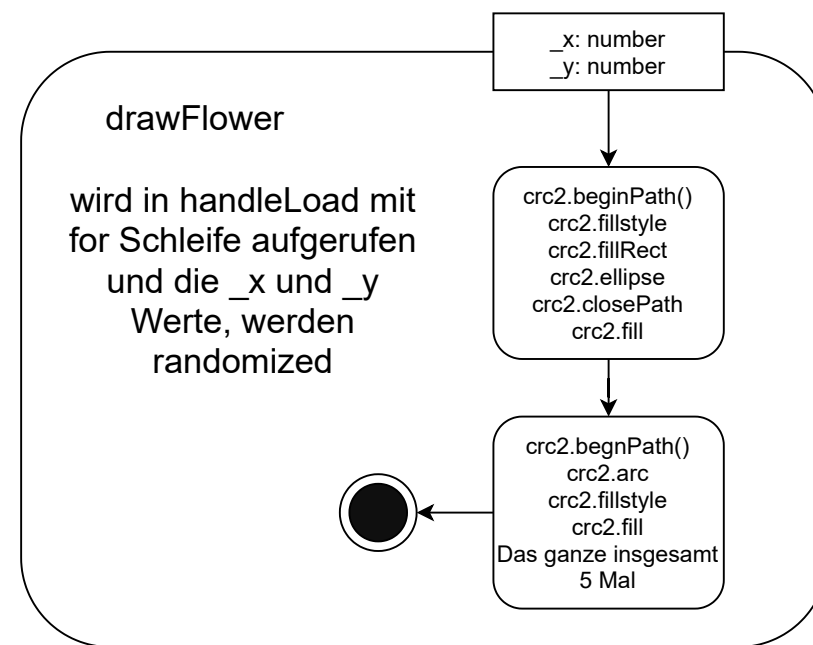 _x: number
_y: number
drawFlower
wird in handleLoad mit
for Schleife aufgerufen
und die _x und _y
Werte, werden
randomized
crc2.beginPath()
crc2.fillstyle
crc2.fillRect
crc2.ellipse
crc2.closePath
crc2.fill
crc2.begnPath()
crc2.arc
crc2.fillstyle
crc2.fill
Das ganze insgesamt
5 Mal